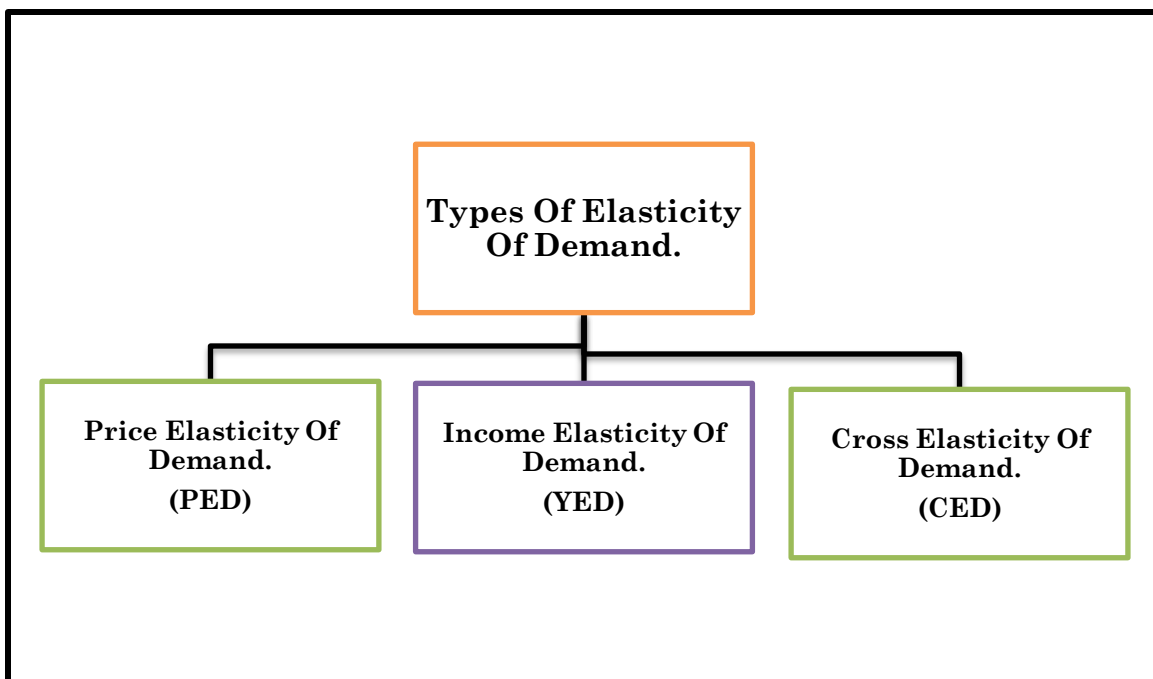 Types Of Elasticity
Of Demand.
Price Elasticity Of
Demand.
(PED)
Income Elasticity Of
Demand.
(YED)
Cross Elasticity Of
Demand.
(CED)